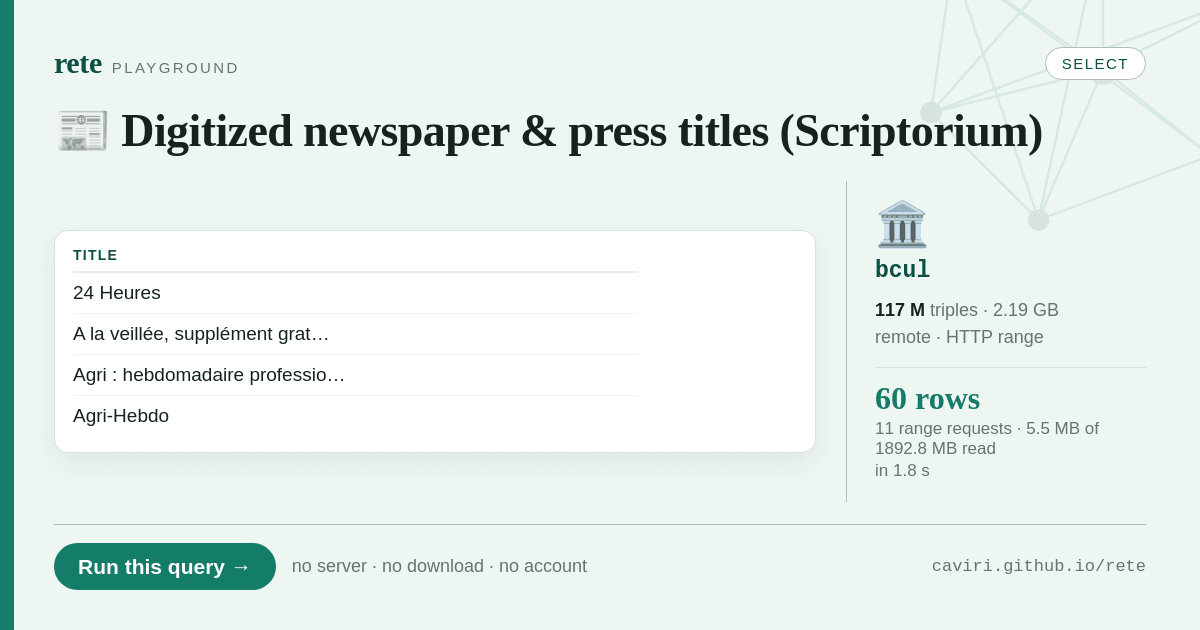 rete PLAYGROUND
SELECT
Digitized newspaper & press titles (Scriptorium)
TITLE
24 Heures
A la veillée, supplément grat…
Agri : hebdomadaire professio…
Agri-Hebdo
bcul
117 M triples · 2.19 GB
remote · HTTP range
60 rows
11 range requests · 5.5 MB of
1892.8 MB read
in 1.8 s
Run this query →
no server · no download · no account
caviri.github.io/rete